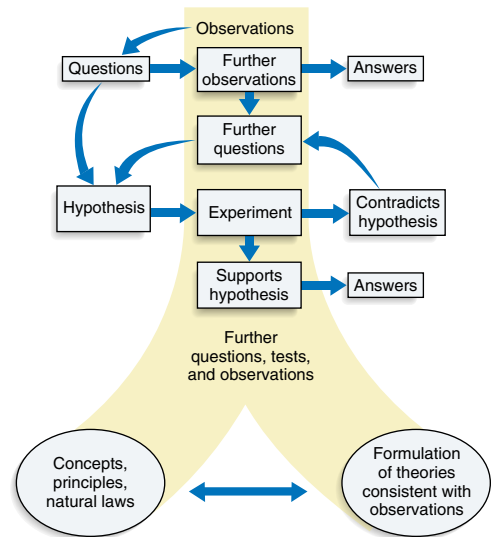 Observations
Questions
Further
observations
Answers
Further
questions
Hypothesis
Experiment
Contradicts
hypothesis
Supports
hypothesis
Answers
Further
questions, tests,
and observations
Concepts,
principles,
natural laws
Formulation
of theories
consistent with
observations